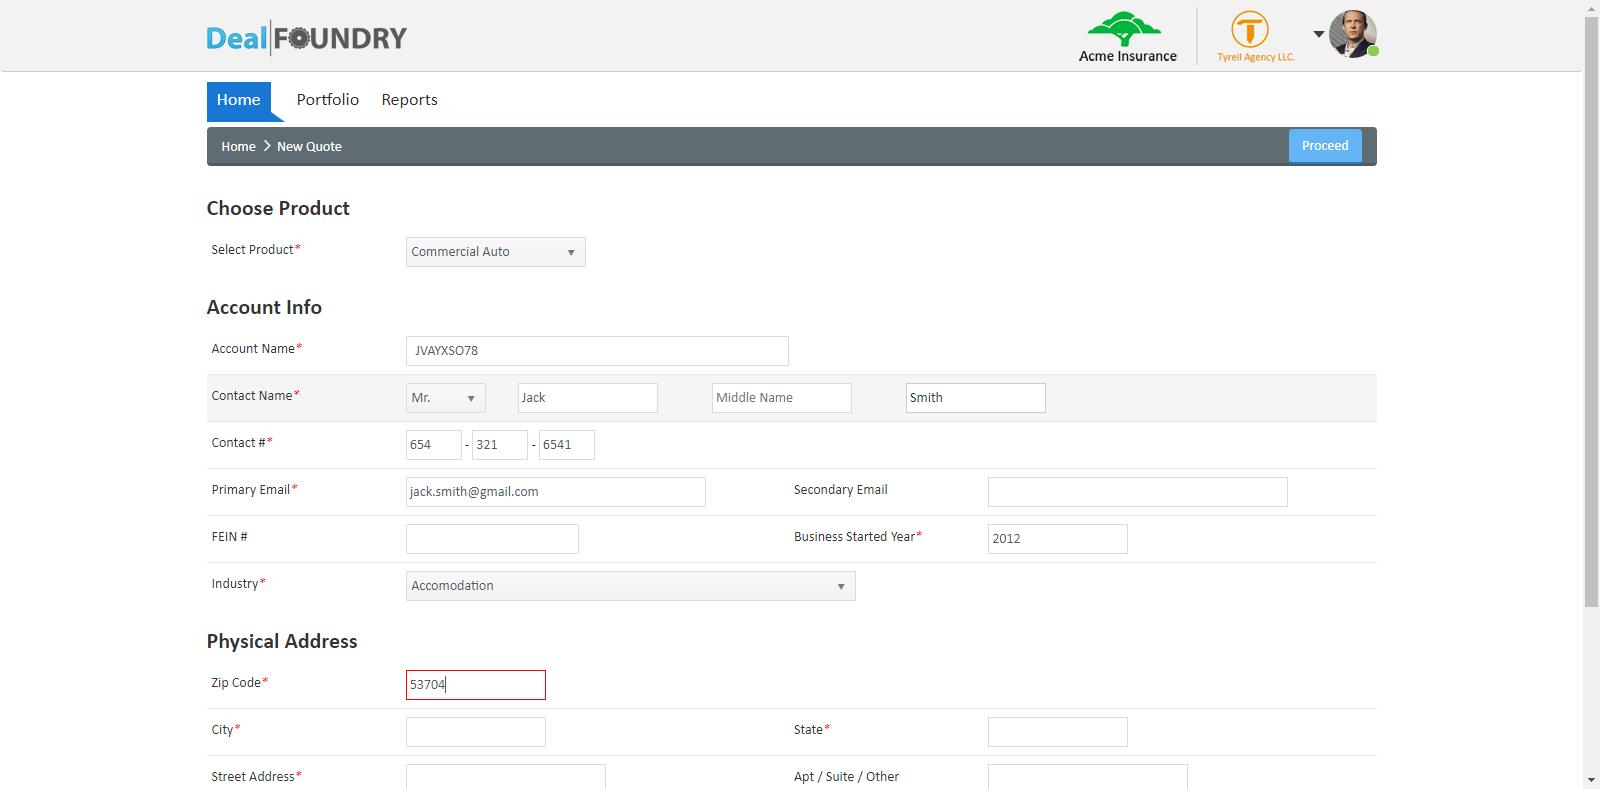 Deal FOUNDRY
Acme Insurance
Tyrell Agency LLC.
Home Portfolio Reports
Home > New Quote Proceed
Choose Product
Select Product* Commercial Auto
Account Info
Account Name* JVAYXSO78
Contact Name* Mr. Jack Middle Name Smith
Contact #* 654 - 321 - 6541
Primary Email* jack.smith@gmail.com Secondary Email
FEIN # Business Started Year* 2012
Industry* Accomodation
Physical Address
Zip Code* 53704
City* State*
Street Address* Apt / Suite / Other